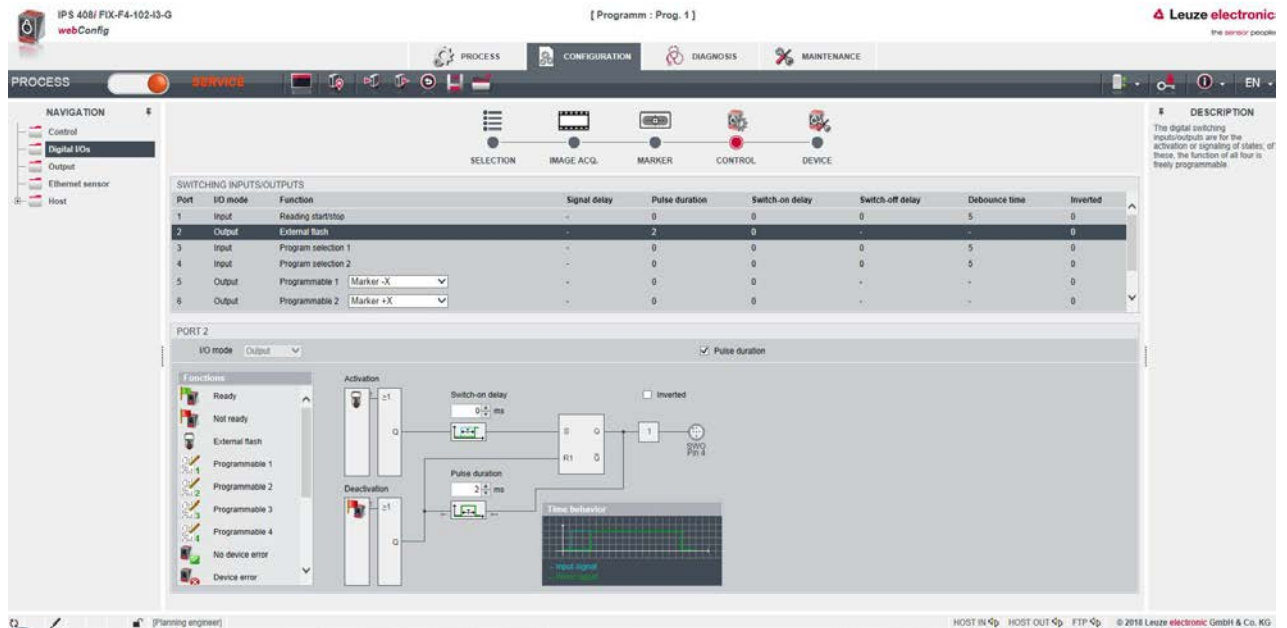 IPS 408i/ FIX-F4-102-I3-G
webConfig
[ Programm : Prog. 1 ]
Leuze electronic
the sensor people
PROCESS
CONFIGURATION
DIAGNOSIS
MAINTENANCE
PROCESS
SERVICE
EN
NAVIGATION
Control
Digital I/Os
Output
Ethernet sensor
Host
SELECTION
IMAGE ACQ.
MARKER
CONTROL
DEVICE
SWITCHING INPUTS/OUTPUTS
Port I/O mode Function Signal delay Pulse duration Switch-on delay Switch-off delay Debounce time Inverted
1 Input Reading start/stop - 0 0 0 5 0
2 Output External flash - 2 0 - - 0
3 Input Program selection 1 - 0 0 0 5 0
4 Input Program selection 2 - 0 0 0 5 0
5 Output Programmable 1 Marker -X - 0 0 - - 0
6 Output Programmable 2 Marker +X - 0 0 - - 0
PORT 2
I/O mode Output
Pulse duration
Functions
Ready
Not ready
External flash
Programmable 1
Programmable 2
Programmable 3
Programmable 4
No device error
Device error
Activation
≥1
Q
Deactivation
≥1
Q
Switch-on delay
0 ms
Pulse duration
2 ms
S Q
R1 Q̄
Inverted
1
SWO
Pin 4
Time behavior
- Input signal
DESCRIPTION
The digital switching
inputs/outputs are for the
activation or signaling of states; of
these, the function of all four is
freely programmable.
[Planning engineer]
HOST IN
HOST OUT
FTP
© 2018 Leuze electronic GmbH & Co. KG